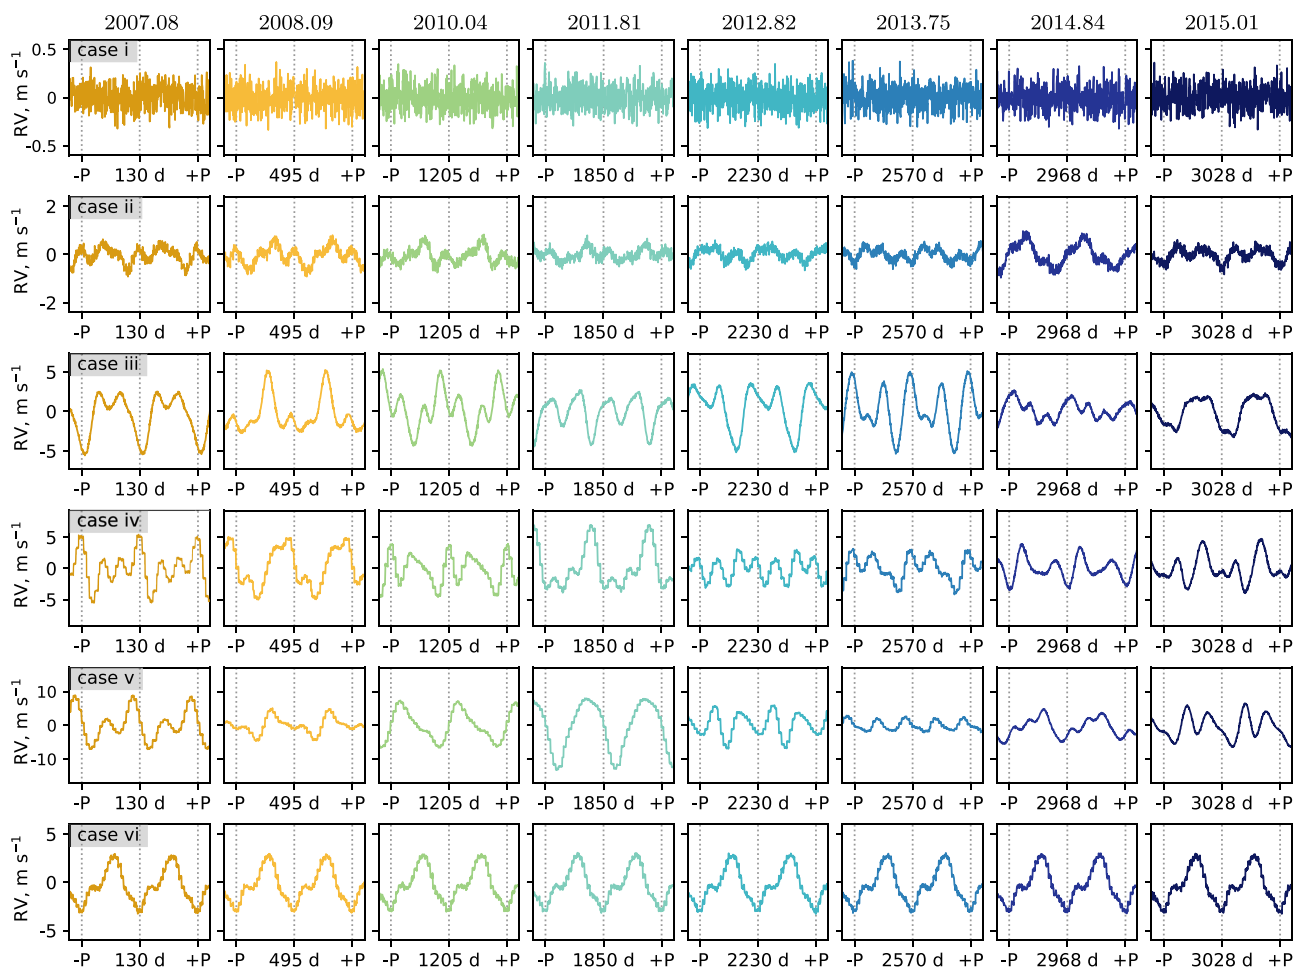 2007.08 2008.09 2010.04 2011.81 2012.82 2013.75 2014.84 2015.01
case i
RV, m s⁻¹
0.5
0
-0.5
-P 130 d +P -P 495 d +P -P 1205 d +P -P 1850 d +P -P 2230 d +P -P 2570 d +P -P 2968 d +P -P 3028 d +P
case ii
RV, m s⁻¹
2
0
-2
-P 130 d +P -P 495 d +P -P 1205 d +P -P 1850 d +P -P 2230 d +P -P 2570 d +P -P 2968 d +P -P 3028 d +P
case iii
RV, m s⁻¹
5
0
-5
-P 130 d +P -P 495 d +P -P 1205 d +P -P 1850 d +P -P 2230 d +P -P 2570 d +P -P 2968 d +P -P 3028 d +P
case iv
RV, m s⁻¹
5
0
-5
-P 130 d +P -P 495 d +P -P 1205 d +P -P 1850 d +P -P 2230 d +P -P 2570 d +P -P 2968 d +P -P 3028 d +P
case v
RV, m s⁻¹
10
0
-10
-P 130 d +P -P 495 d +P -P 1205 d +P -P 1850 d +P -P 2230 d +P -P 2570 d +P -P 2968 d +P -P 3028 d +P
case vi
RV, m s⁻¹
5
0
-5
-P 130 d +P -P 495 d +P -P 1205 d +P -P 1850 d +P -P 2230 d +P -P 2570 d +P -P 2968 d +P -P 3028 d +P